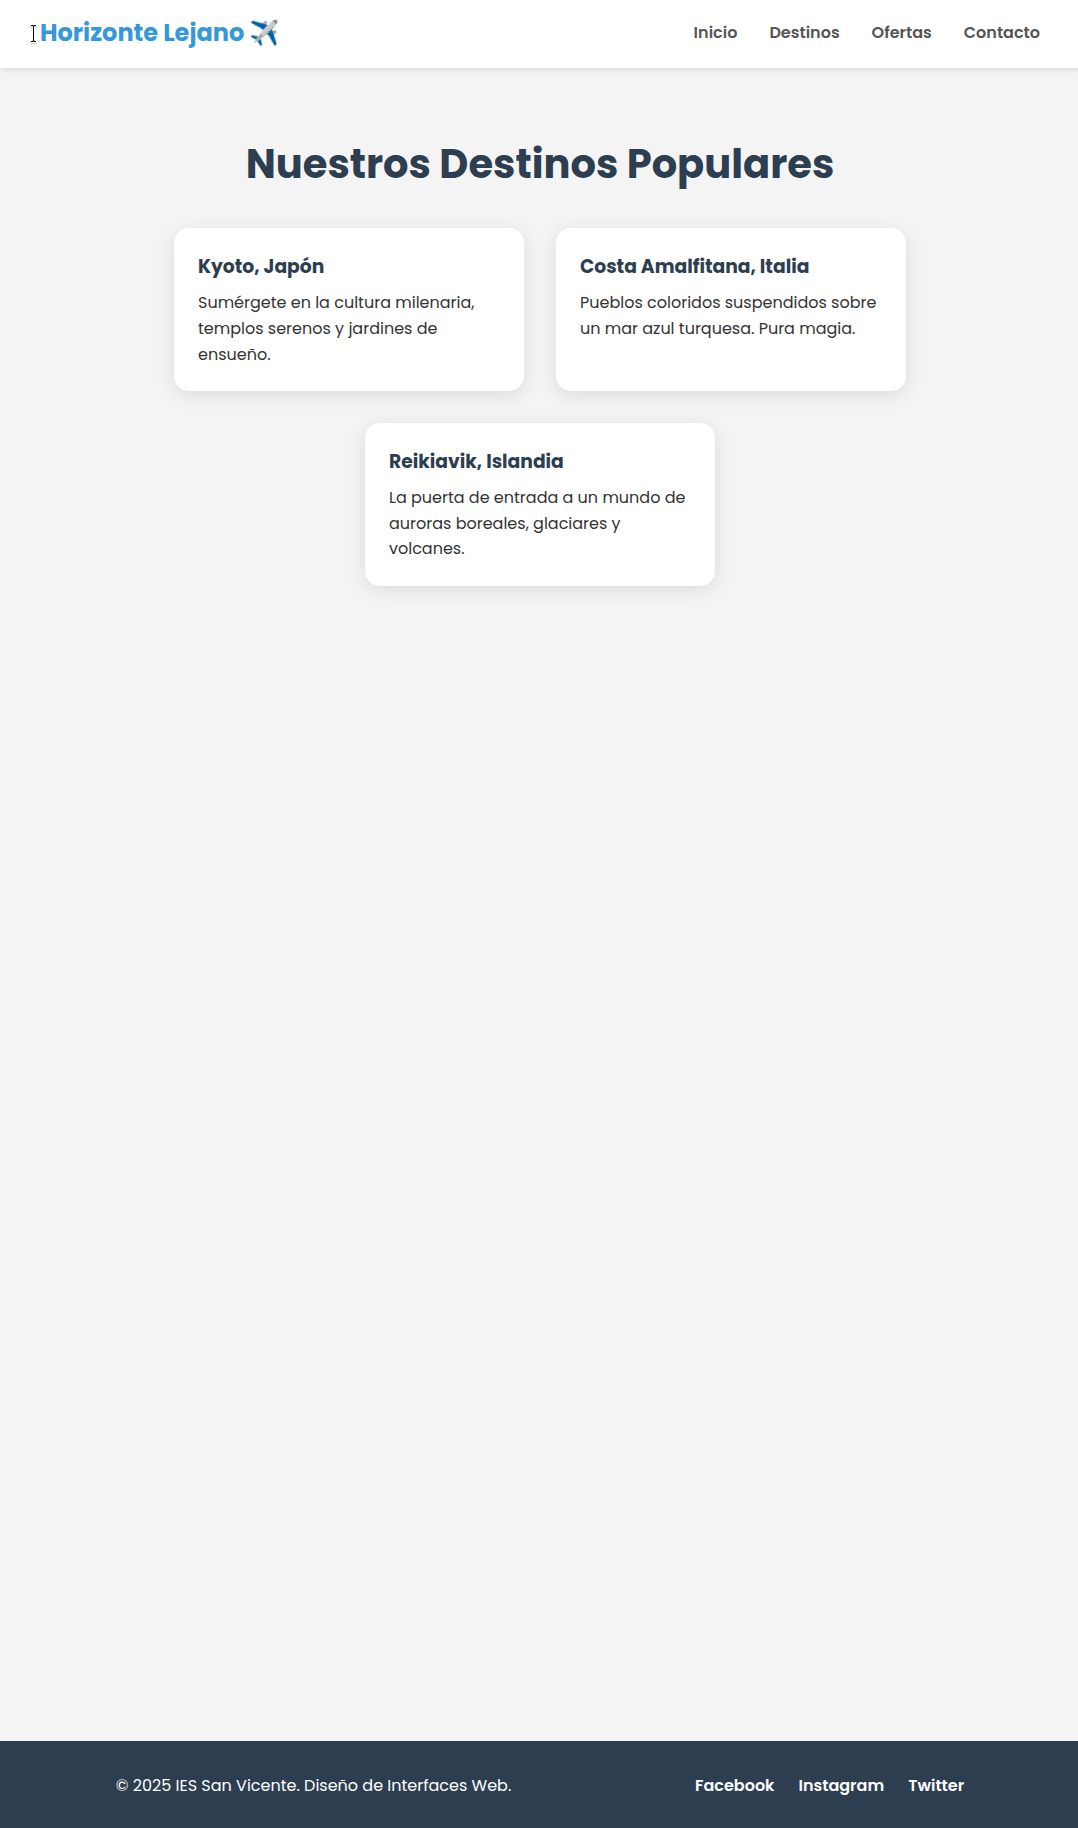 Horizonte Lejano ✈️
Inicio Destinos Ofertas Contacto
Nuestros Destinos Populares
Kyoto, Japón
Sumérgete en la cultura milenaria,
templos serenos y jardines de
ensueño.
Costa Amalfitana, Italia
Pueblos coloridos suspendidos sobre
un mar azul turquesa. Pura magia.
Reikiavik, Islandia
La puerta de entrada a un mundo de
auroras boreales, glaciares y
volcanes.
© 2025 IES San Vicente. Diseño de Interfaces Web.
Facebook Instagram Twitter